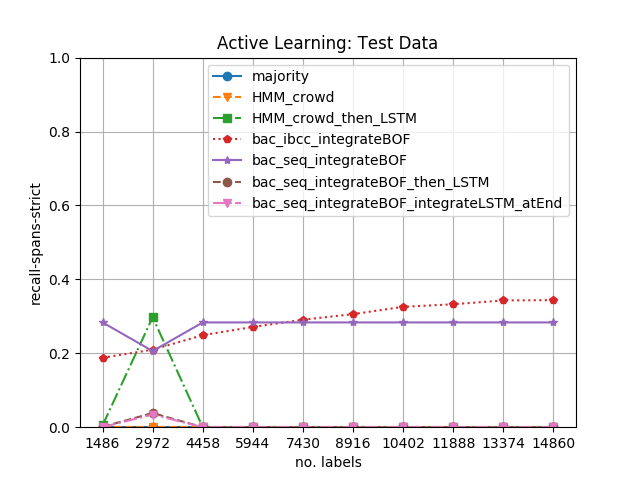 Active Learning: Test Data
1.0
0.8
0.6
0.4
0.2
0.0
recall-spans-strict
majority
HMM_crowd
HMM_crowd_then_LSTM
bac_ibcc_integrateBOF
bac_seq_integrateBOF
bac_seq_integrateBOF_then_LSTM
bac_seq_integrateBOF_integrateLSTM_atEnd
1486 2972 4458 5944 7430 8916 10402 11888 13374 14860
no. labels